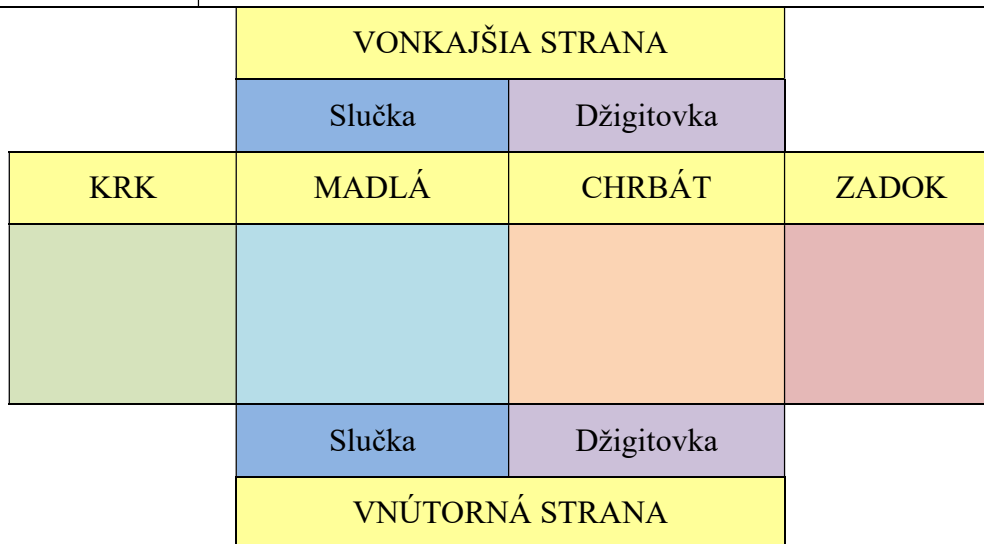 VONKAJŠIA STRANA
Slučka Džigitovka
KRK MADLÁ CHRBÁT ZADOK
Slučka Džigitovka
VNÚTORNÁ STRANA